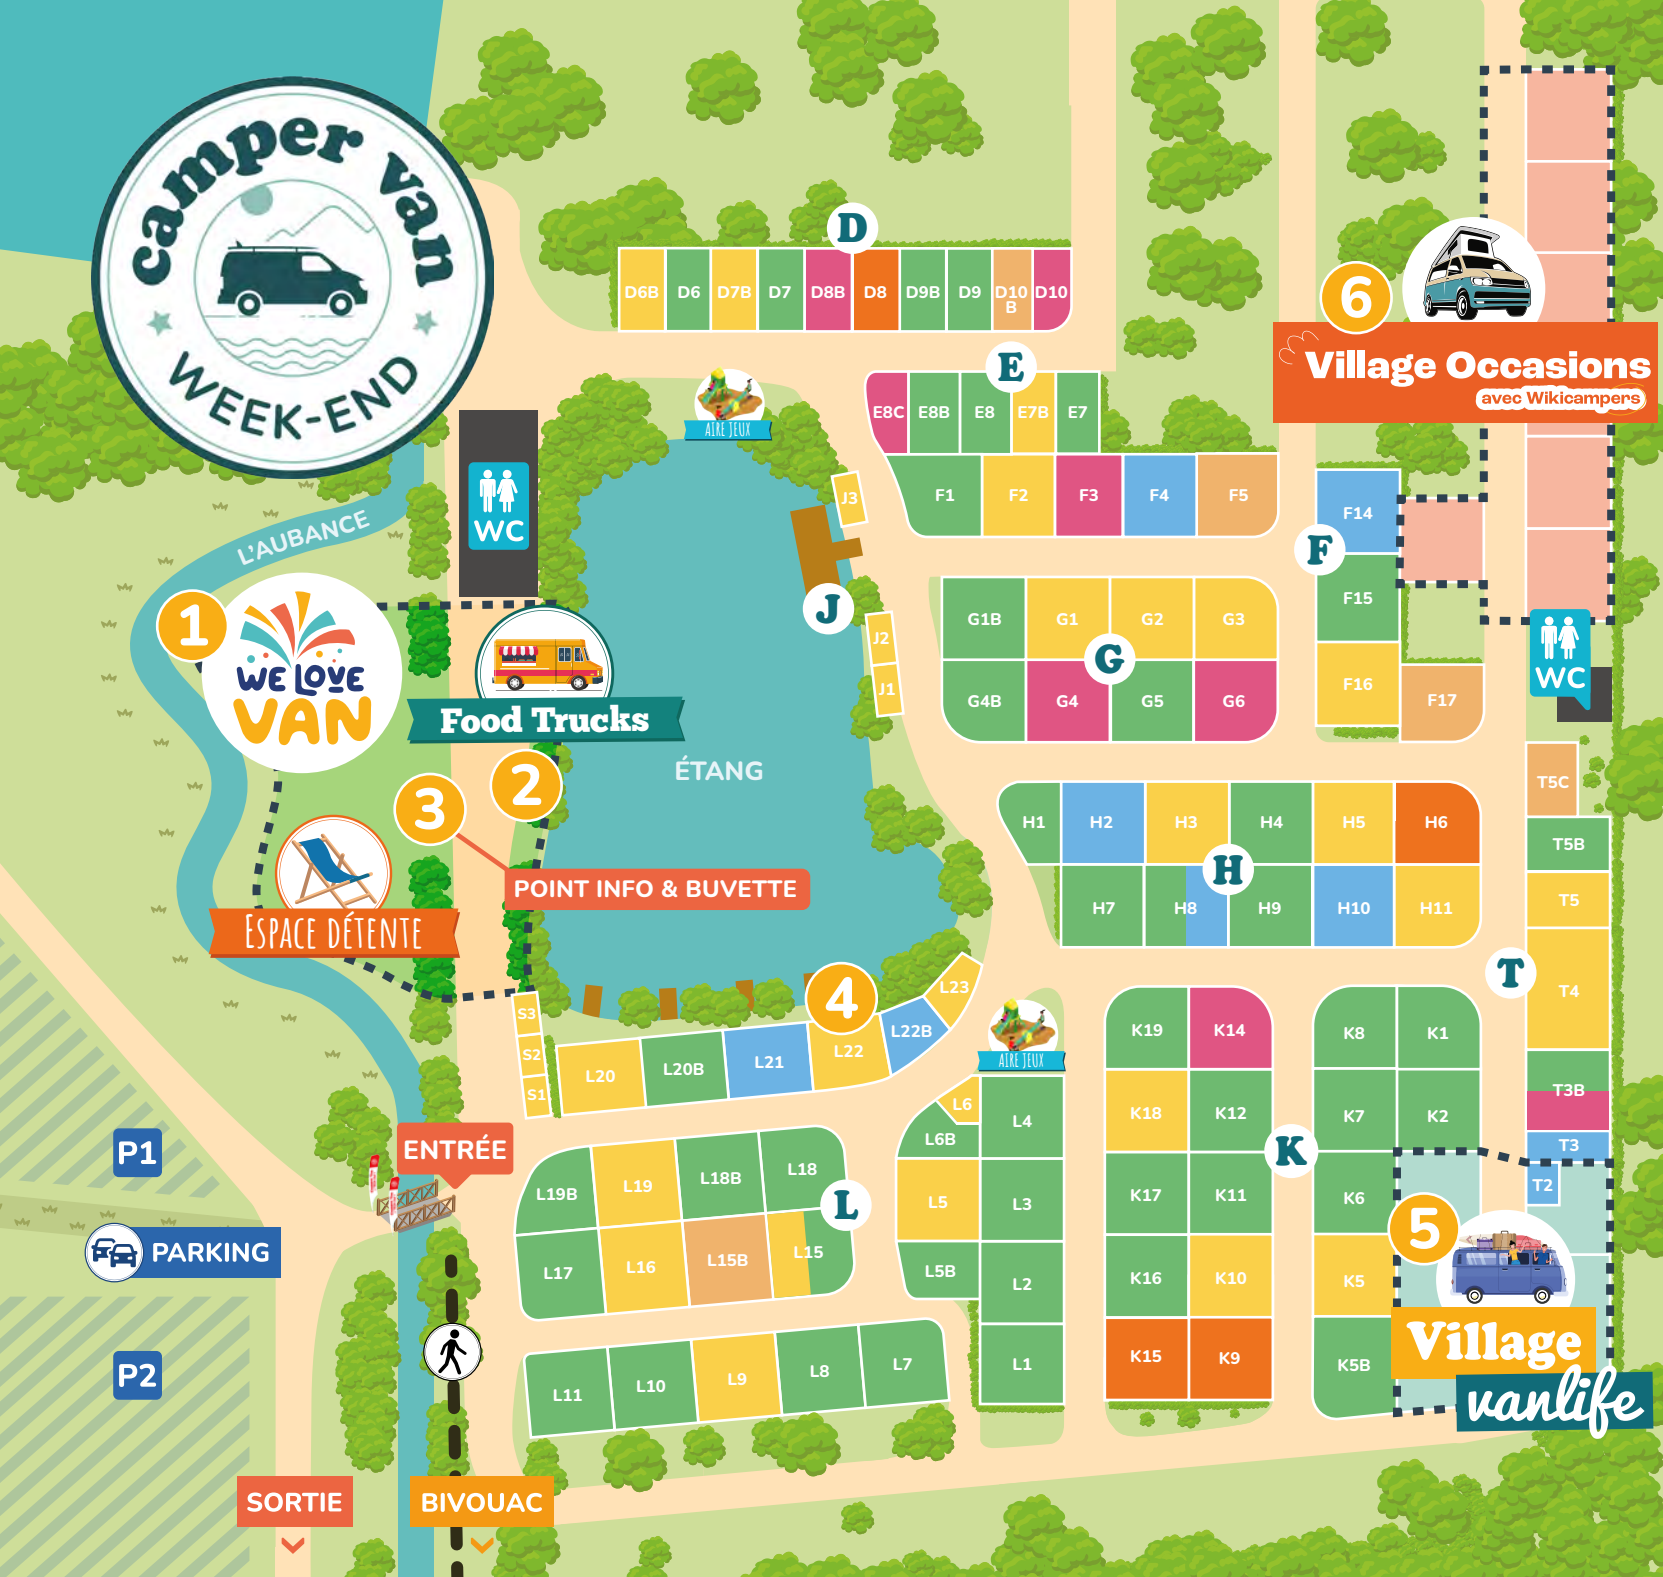 camper van
WEEK-END
D
D6B
D6
D7B
D7
D8B
D8
D9B
D9
D10
B
D10
6
Village Occasions
avec Wikicampers
E
E8C
E8B
E8
E7B
E7
AIRE JEUX
WC
L'AUBANCE
J3
F1
F2
F3
F4
F5
F14
F
F15
F16
F17
J
J2
J1
G1B
G1
G2
G3
G
G4B
G4
G5
G6
WC
1
WE LOVE
VAN
Food Trucks
2
3
ÉTANG
POINT INFO & BUVETTE
ESPACE DÉTENTE
H1
H2
H3
H4
H5
H6
H
H7
H8
H9
H10
H11
T5C
T5B
T5
T
T4
T3B
T3
T2
4
L23
L22B
L22
L21
L20B
L20
S3
S2
S1
AIRE JEUX
K19
K14
K8
K1
K18
K12
K7
K2
K
K17
K11
K6
K16
K10
K5
K15
K9
K5B
L6
L4
L6B
L5
L3
L5B
L2
L1
P1
ENTRÉE
L19B
L19
L18B
L18
L
L17
L16
L15B
L15
PARKING
5
Village
vanlife
P2
L11
L10
L9
L8
L7
SORTIE
BIVOUAC